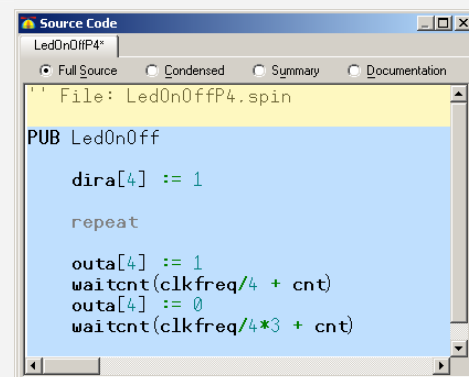 Source Code
LedOnOffP4*
Full Source Condensed Summary Documentation
'' File: LedOnOffP4.spin
PUB LedOnOff
dira[4] := 1
repeat
outa[4] := 1
waitcnt(clkfreq/4 + cnt)
outa[4] := 0
waitcnt(clkfreq/4*3 + cnt)